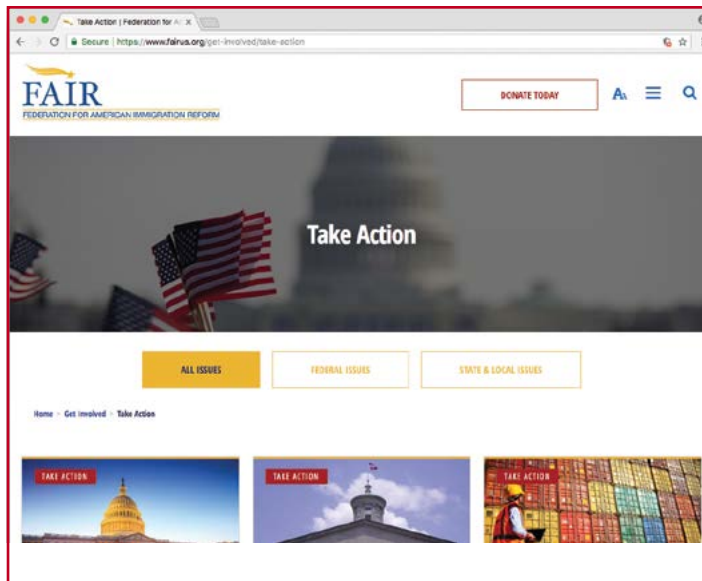 Take Action | Federation for A
Secure | https://www.fairus.org/get-involved/take-action
FAIR
FEDERATION FOR AMERICAN IMMIGRATION REFORM
DONATE TODAY
AA
Take Action
ALL ISSUES
FEDERAL ISSUES
STATE & LOCAL ISSUES
Home > Get Involved > Take Action
TAKE ACTION
TAKE ACTION
TAKE ACTION